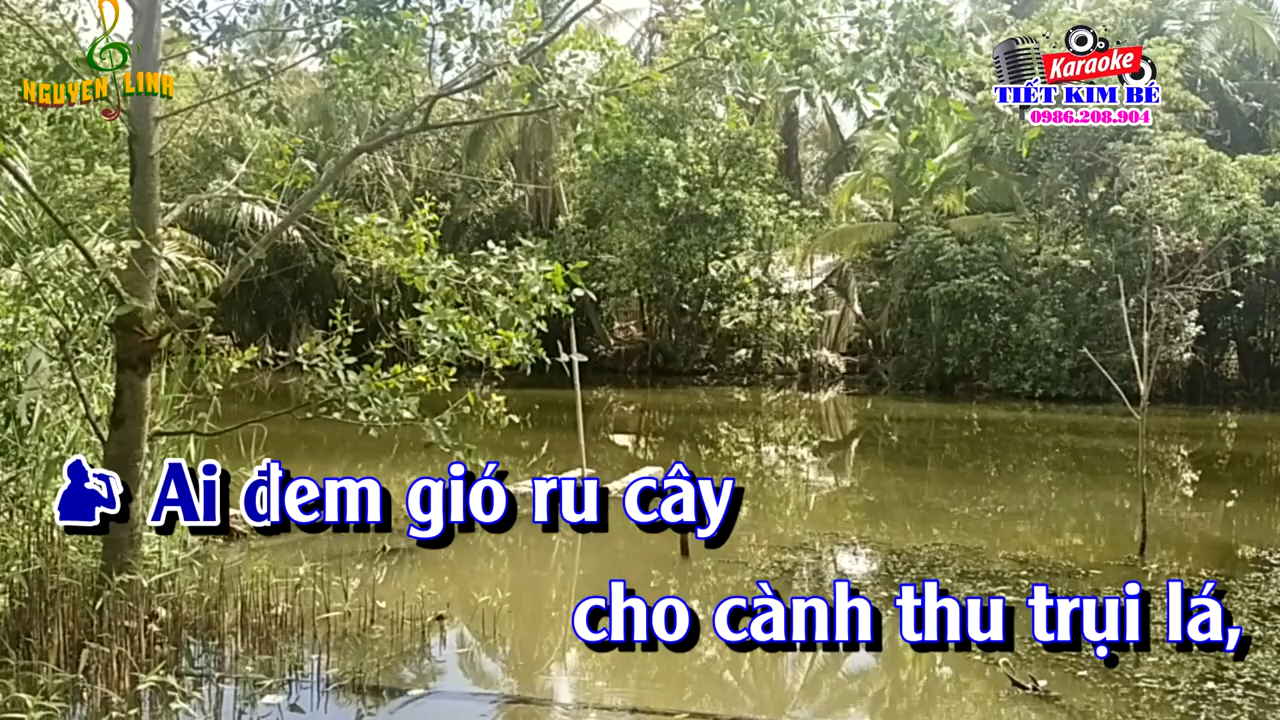 NGUYEN LINH
Karaoke
TIẾT KIM BÉ
0986.208.904
Ai đem gió ru cây
cho cành thu trụi lá,